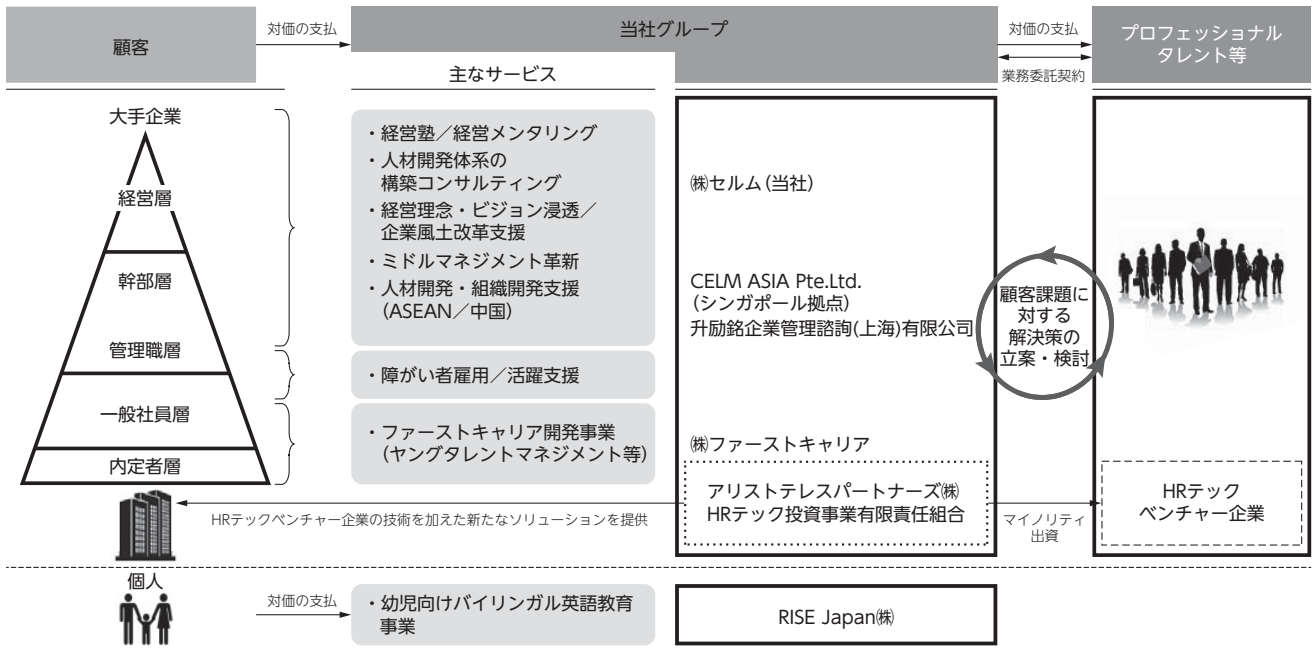 顧客
対価の支払
当社グループ
対価の支払
業務委託契約
プロフェッショナル
タレント等
主なサービス
大手企業
経営層
幹部層
管理職層
一般社員層
内定者層
・経営塾／経営メンタリング
・人材開発体系の
構築コンサルティング
・経営理念・ビジョン浸透／
企業風土改革支援
・ミドルマネジメント革新
・人材開発・組織開発支援
(ASEAN／中国)
・障がい者雇用／活躍支援
・ファーストキャリア開発事業
(ヤングタレントマネジメント等)
㈱セルム(当社)
CELM ASIA Pte.Ltd.
(シンガポール拠点)
升励銘企業管理諮詢(上海)有限公司
㈱ファーストキャリア
アリストテレスパートナーズ㈱
HRテック投資事業有限責任組合
顧客課題に
対する
解決策の
立案・検討
HRテックベンチャー企業の技術を加えた新たなソリューションを提供
マイノリティ
出資
HRテック
ベンチャー企業
個人
対価の支払
・幼児向けバイリンガル英語教育
事業
RISE Japan㈱